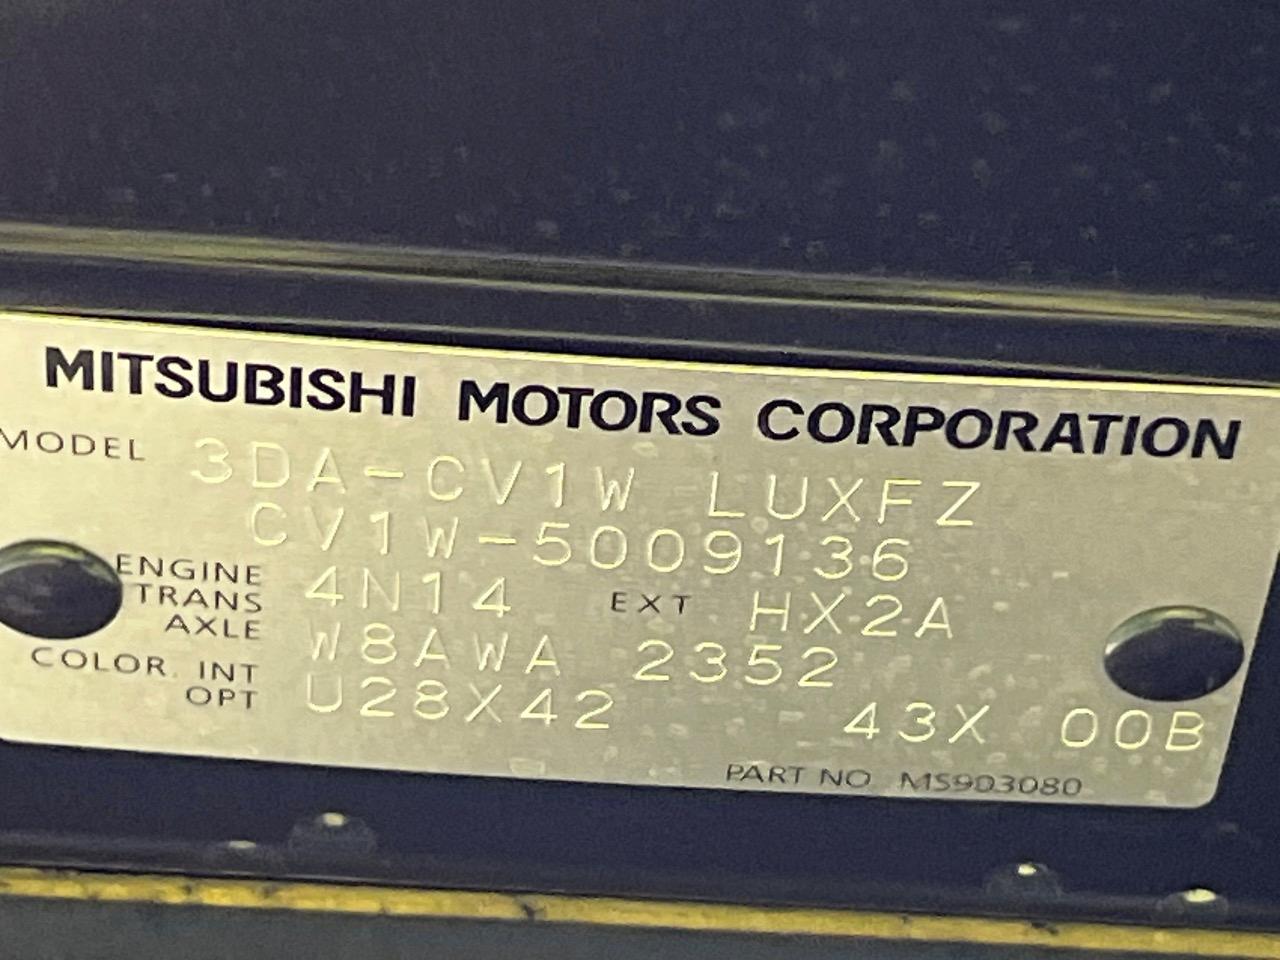 MITSUBISHI MOTORS CORPORATION
MODEL 3DA-CV1W LUXFZ
CV1W-5009136
ENGINE 4N14 EXT HX2A
TRANS
AXLE W8AWA 2352
COLOR. INT
OPT U28X42 43X 00B
PART NO MS903080